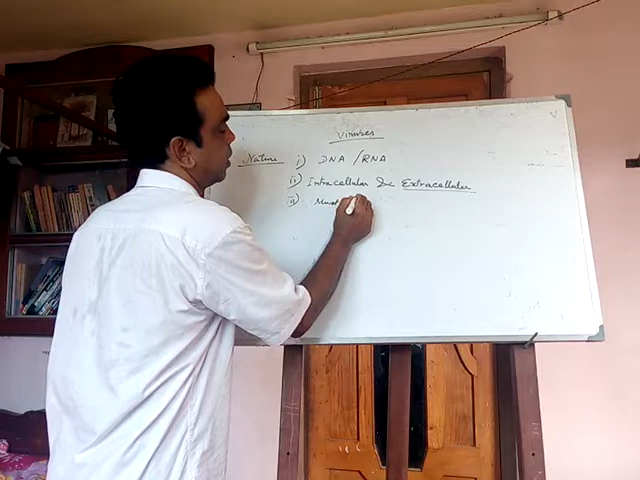 Viruses
Nature i) DNA / RNA
ii) Intracellular & Extracellular